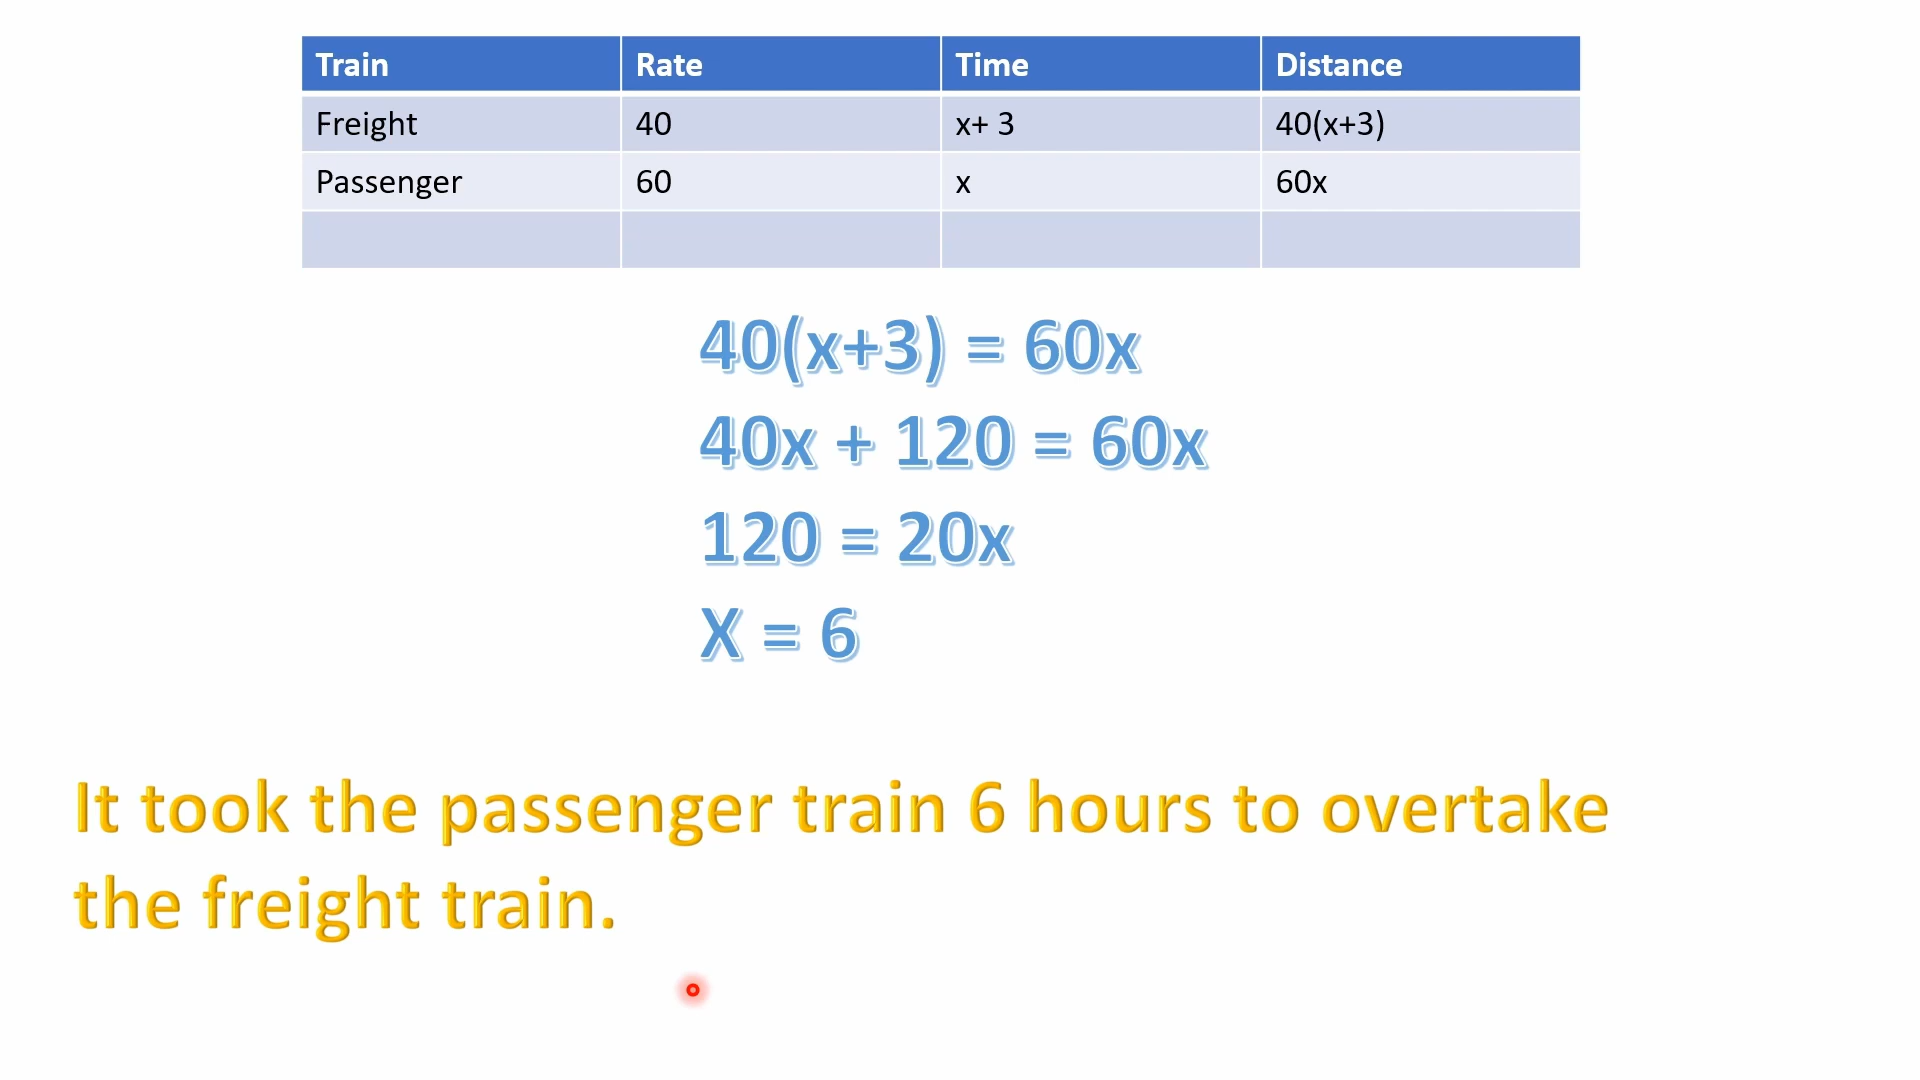 Train Rate Time Distance
Freight 40 x+ 3 40(x+3)
Passenger 60 x 60x
40(x+3) = 60x
40x + 120 = 60x
120 = 20x
X = 6
It took the passenger train 6 hours to overtake
the freight train.